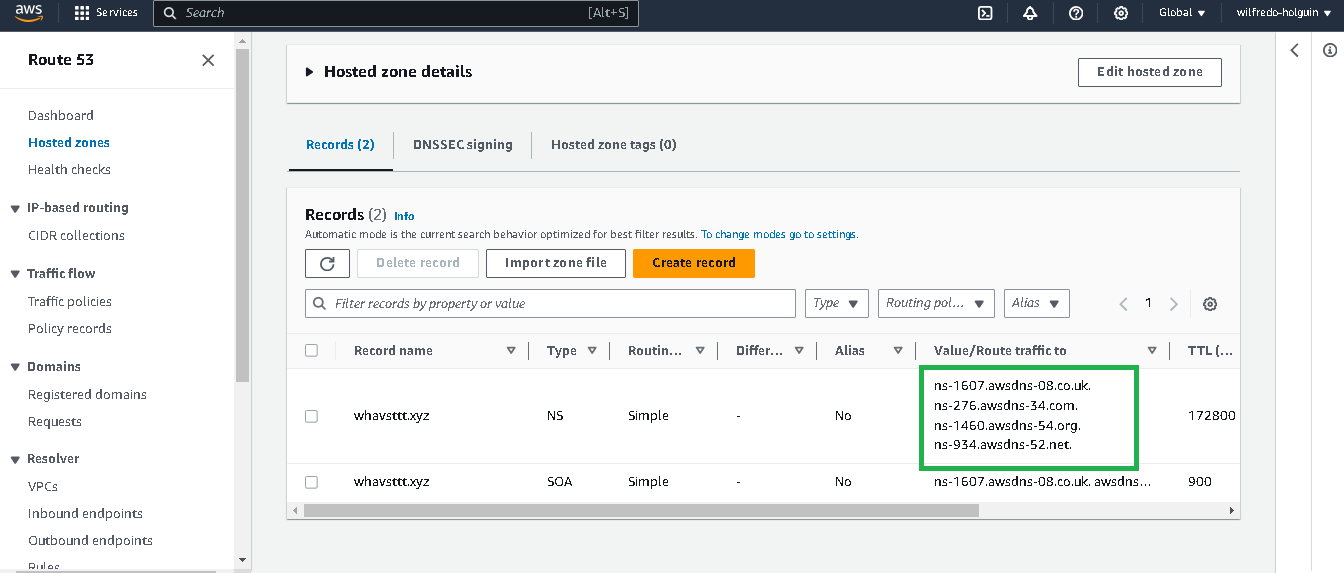 aws
Services
Search
[Alt+S]
Global
wilfredo-holguin
Route 53
Dashboard
Hosted zones
Health checks
IP-based routing
CIDR collections
Traffic flow
Traffic policies
Policy records
Domains
Registered domains
Requests
Resolver
VPCs
Inbound endpoints
Outbound endpoints
Rules
Hosted zone details
Edit hosted zone
Records (2)
DNSSEC signing
Hosted zone tags (0)
Records (2) Info
Automatic mode is the current search behavior optimized for best filter results. To change modes go to settings.
Delete record
Import zone file
Create record
Filter records by property or value
Type
Routing pol...
Alias
1
Record name Type Routin... Differ... Alias Value/Route traffic to TTL (...
whavsttt.xyz NS Simple - No
ns-1607.awsdns-08.co.uk.
ns-276.awsdns-34.com.
ns-1460.awsdns-54.org.
ns-934.awsdns-52.net.
172800
whavsttt.xyz SOA Simple - No ns-1607.awsdns-08.co.uk. awsdns... 900